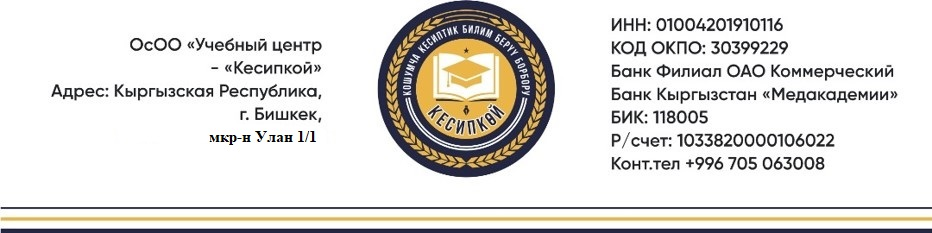 ОсОО «Учебный центр
- «Кесипкой»
Адрес: Кыргызская Республика,
г. Бишкек,
мкр-н Улан 1/1
КОШУМЧА КЕСИПТИК БИЛИМ БЕРҮҮ БОРБОРУ
КЕСИПКӨЙ
ИНН: 01004201910116
КОД ОКПО: 30399229
Банк Филиал ОАО Коммерческий
Банк Кыргызстан «Медакадемии»
БИК: 118005
Р/счет: 1033820000106022
Конт.тел +996 705 063008